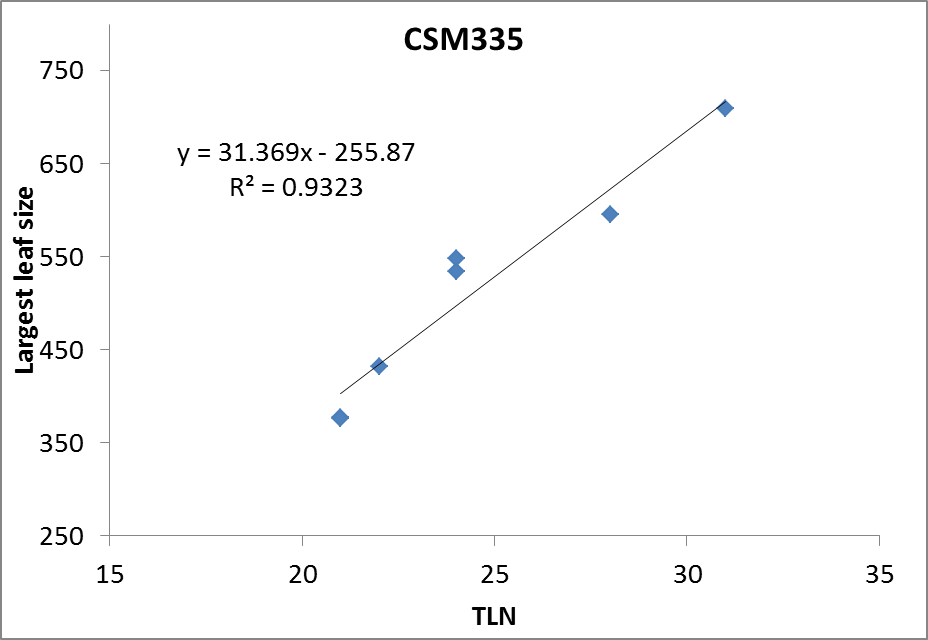 CSM335
y = 31.369x - 255.87
R² = 0.9323
Largest leaf size
750
650
550
450
350
250
15 20 25 30 35
TLN